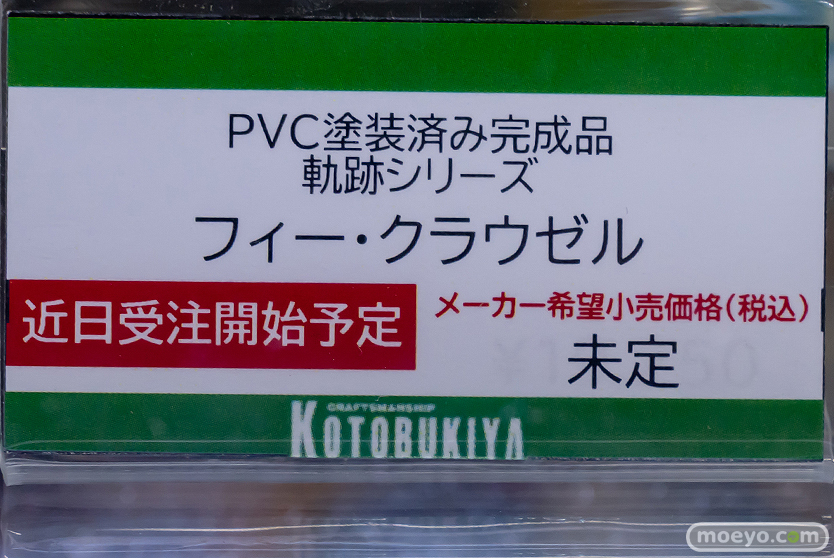 PVC塗装済み完成品
軌跡シリーズ
フィー・クラウゼル
近日受注開始予定
メーカー希望小売価格(税込)
未定
CRAFTSMANSHIP
KOTOBUKIYA
moeyo.com